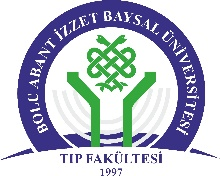 BOLU ABANT İZZET BAYSAL ÜNİVERSİTESİ
TIP FAKÜLTESİ
1997